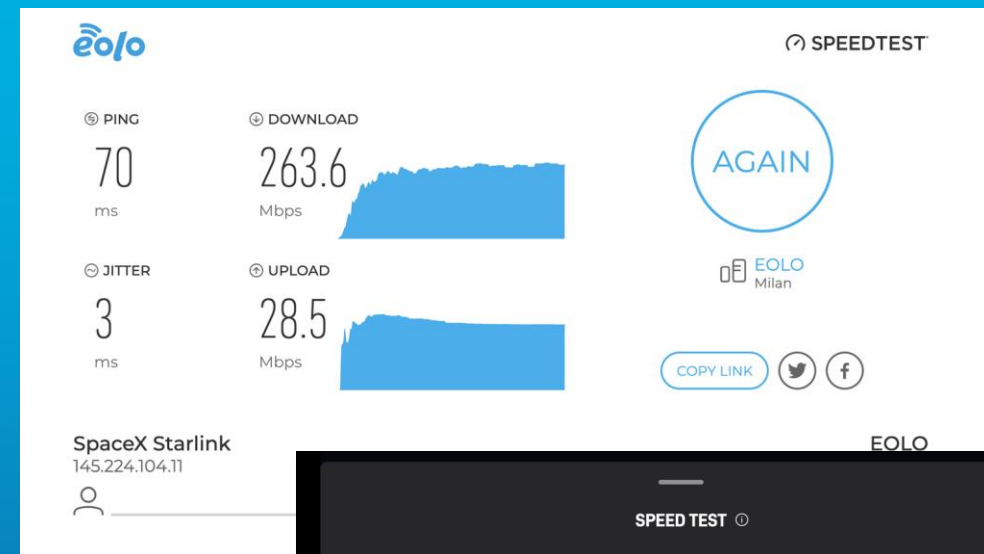 eolo
SPEEDTEST
PING
70
ms
DOWNLOAD
263.6
Mbps
AGAIN
JITTER
3
ms
UPLOAD
28.5
Mbps
EOLO
Milan
COPY LINK
SpaceX Starlink
145.224.104.11
EOLO
SPEED TEST